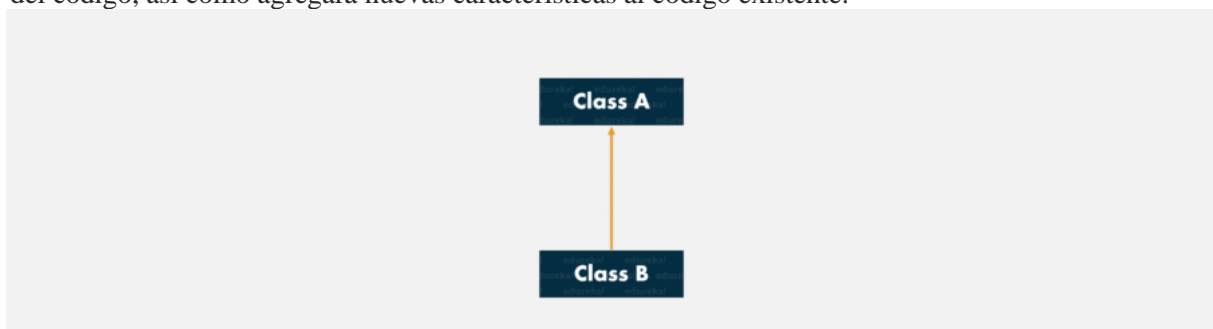 del código, así como agregará nuevas características al código existente.
Class A
Class B